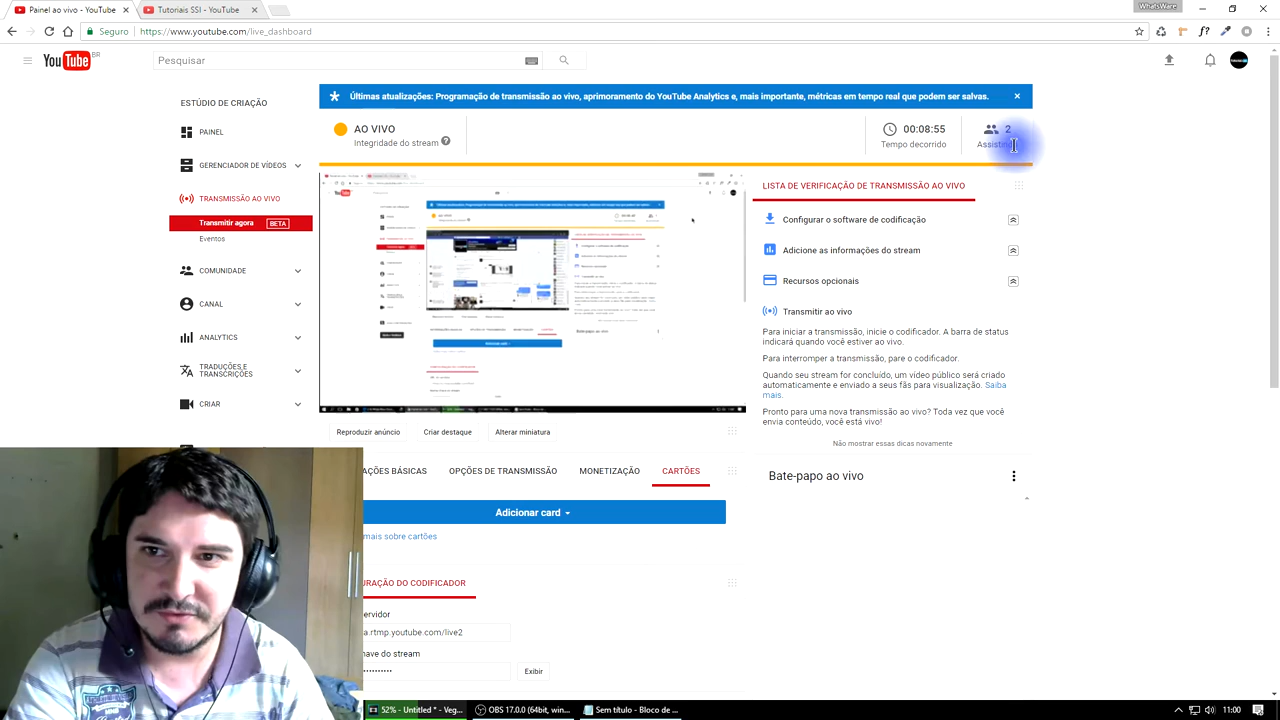 WhatsWare
Painel ao vivo - YouTube
Tutoriais SSI - YouTube
Seguro
https://www.youtube.com/live_dashboard
f?
YouTube BR
Pesquisar
ESTÚDIO DE CRIAÇÃO
PAINEL
GERENCIADOR DE VÍDEOS
TRANSMISSÃO AO VIVO
Transmitir agora BETA
Eventos
COMUNIDADE
CANAL
ANALYTICS
TRADUÇÕES E
TRANSCRIÇÕES
CRIAR
Últimas atualizações: Programação de transmissão ao vivo, aprimoramento do YouTube Analytics e, mais importante, métricas em tempo real que podem ser salvas.
AO VIVO
Integridade do stream
00:08:55
Tempo decorrido
2
Reproduzir anúncio
Criar destaque
Alterar miniatura
AÇÕES BÁSICAS
OPÇÕES DE TRANSMISSÃO
MONETIZAÇÃO
CARTÕES
Adicionar card
mais sobre cartões
URAÇÃO DO CODIFICADOR
ervidor
a.rtmp.youtube.com/live2
have do stream
Exibir
LISTA DE VERIFICAÇÃO DE TRANSMISSÃO AO VIVO
Configurar o software de codificação
Adicionar informações do stream
Transmitir ao vivo
Para iniciar a transmissão, inicie o codificador. A barra de status
indicará quando você estiver ao vivo.
Para interromper a transmissão, pare o codificador.
Quando seu stream for concluído, um vídeo público será criado
automaticamente e enviado a seus fãs para visualização. Saiba
mais.
Pronto para uma nova transmissão ao vivo? Toda vez que você
envia conteúdo, você está vivo!
Não mostrar essas dicas novamente
Bate-papo ao vivo
52% - Untitled * - Veg...
OBS 17.0.0 (64bit, win...
Sem título - Bloco de ...
11:00